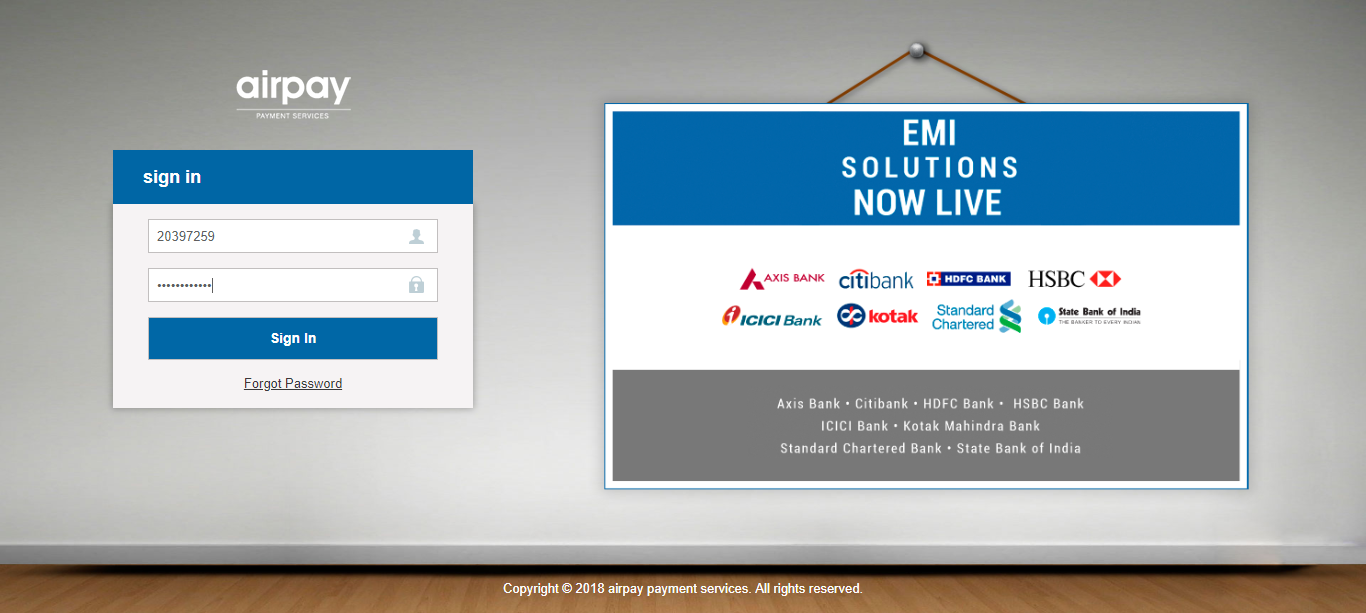 airpay
PAYMENT SERVICES
sign in
20397259
••••••••••••
Sign In
Forgot Password
EMI
SOLUTIONS
NOW LIVE
AXIS BANK citibank HDFC BANK HSBC
ICICI Bank kotak Standard Chartered State Bank of India
THE BANKER TO EVERY INDIAN
Axis Bank • Citibank • HDFC Bank • HSBC Bank
ICICI Bank • Kotak Mahindra Bank
Standard Chartered Bank • State Bank of India
Copyright © 2018 airpay payment services. All rights reserved.